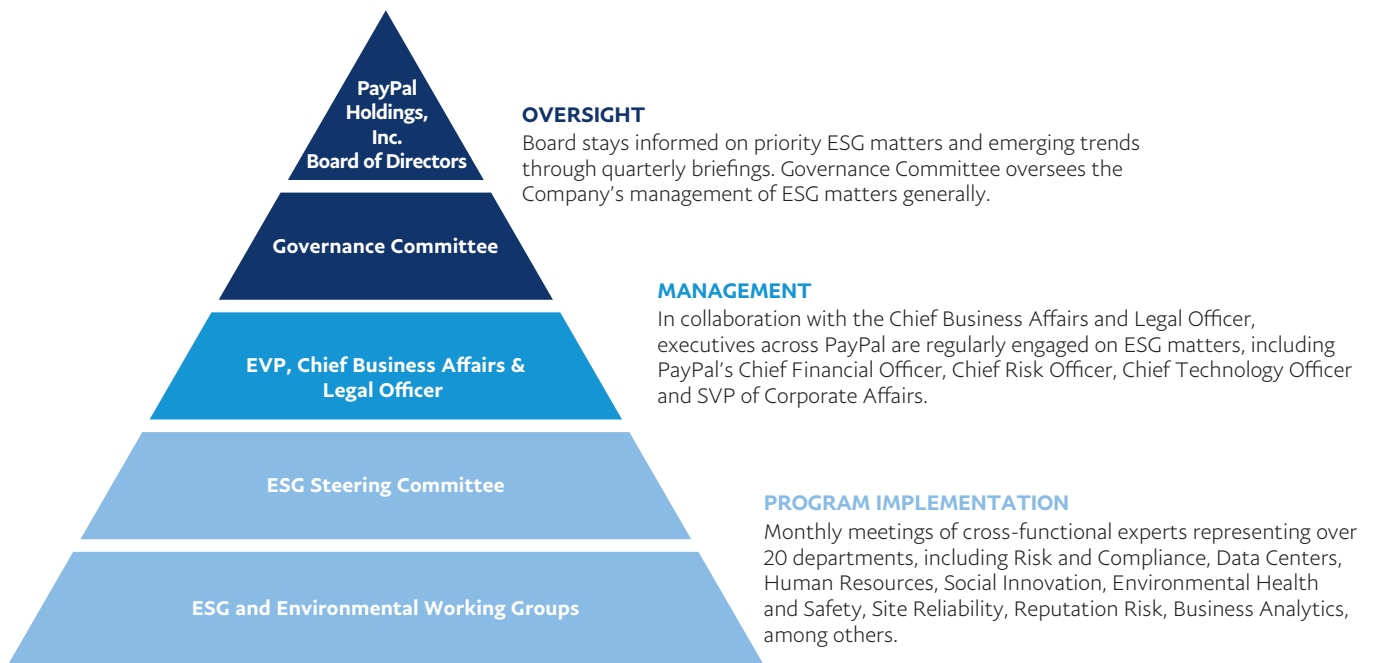 PayPal
Holdings,
Inc.
Board of Directors
OVERSIGHT
Board stays informed on priority ESG matters and emerging trends
through quarterly briefings. Governance Committee oversees the
Company’s management of ESG matters generally.
Governance Committee
MANAGEMENT
In collaboration with the Chief Business Affairs and Legal Officer,
executives across PayPal are regularly engaged on ESG matters, including
PayPal’s Chief Financial Officer, Chief Risk Officer, Chief Technology Officer
and SVP of Corporate Affairs.
EVP, Chief Business Affairs &
Legal Officer
ESG Steering Committee
PROGRAM IMPLEMENTATION
Monthly meetings of cross-functional experts representing over
20 departments, including Risk and Compliance, Data Centers,
Human Resources, Social Innovation, Environmental Health
and Safety, Site Reliability, Reputation Risk, Business Analytics,
among others.
ESG and Environmental Working Groups